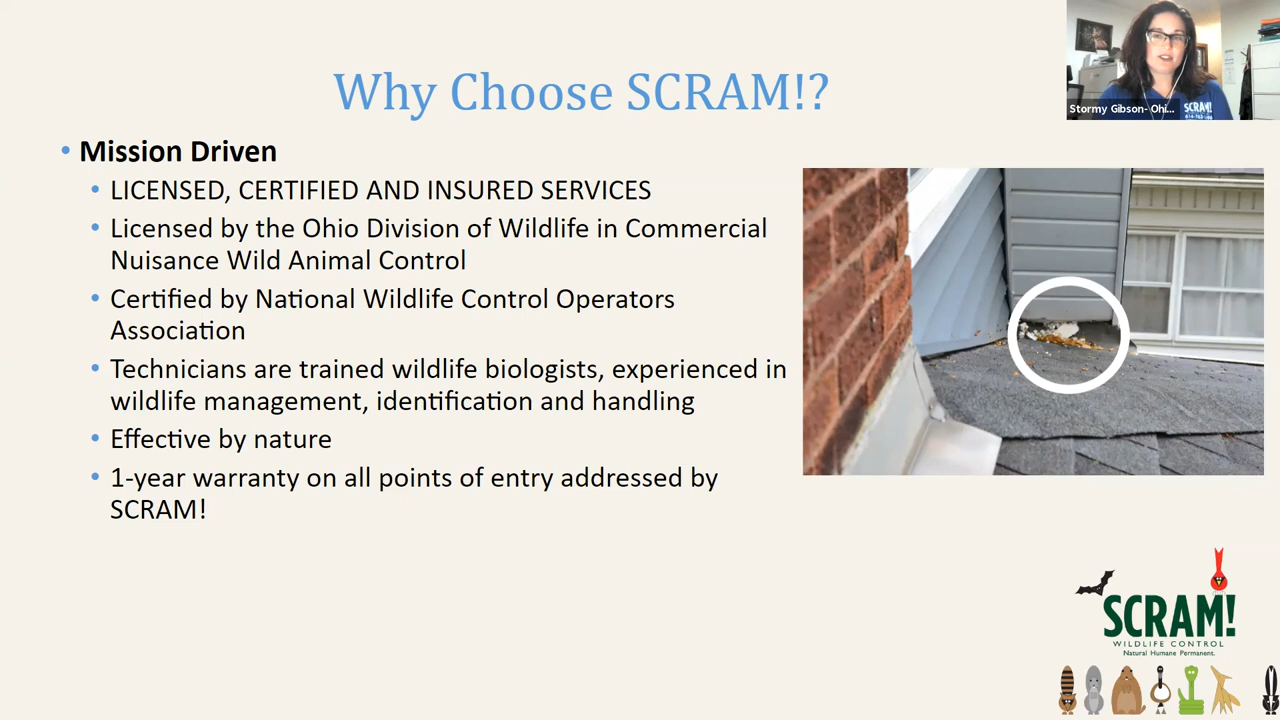 Why Choose SCRAM!?
Stormy Gibson- Ohi...
SCRAM!
• Mission Driven
• LICENSED, CERTIFIED AND INSURED SERVICES
• Licensed by the Ohio Division of Wildlife in Commercial
Nuisance Wild Animal Control
• Certified by National Wildlife Control Operators
Association
• Technicians are trained wildlife biologists, experienced in
wildlife management, identification and handling
• Effective by nature
• 1-year warranty on all points of entry addressed by
SCRAM!
SCRAM!
WILDLIFE CONTROL
Natural Humane Permanent.